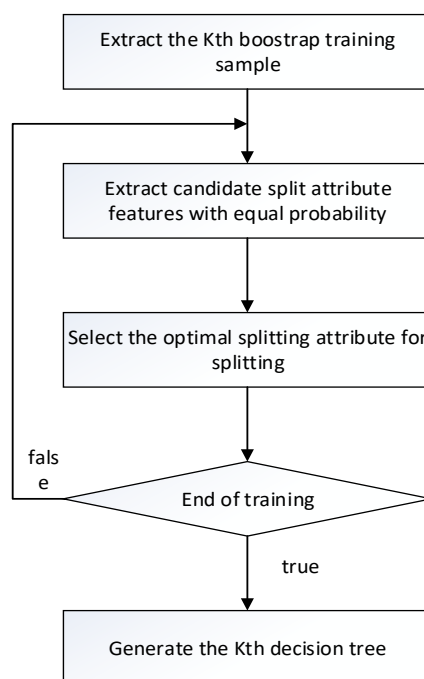 Extract the Kth boostrap training
sample
Extract candidate split attribute
features with equal probability
Select the optimal splitting attribute for
splitting
fals
e
End of training
true
Generate the Kth decision tree